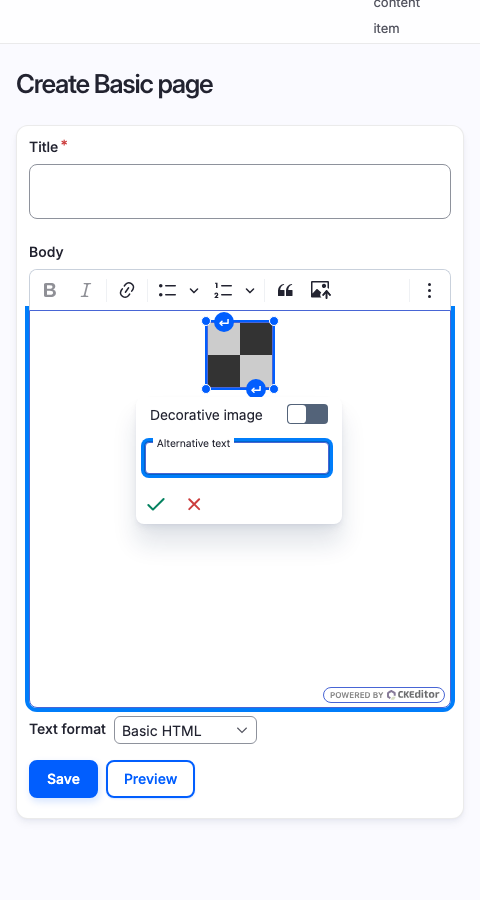 content
item
Create Basic page
Title *
Body
B I
Decorative image
Alternative text
POWERED BY CKEditor
Text format Basic HTML
Save Preview